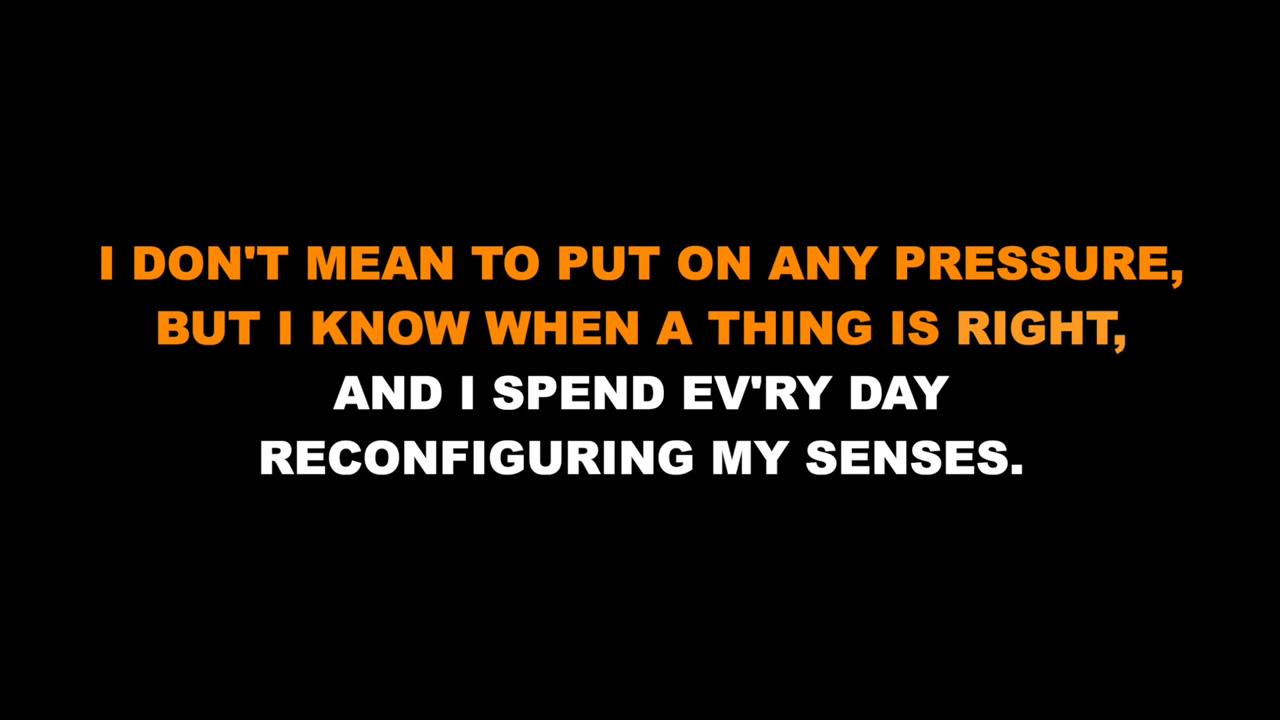 I DON'T MEAN TO PUT ON ANY PRESSURE,
BUT I KNOW WHEN A THING IS RIGHT,
AND I SPEND EV'RY DAY
RECONFIGURING MY SENSES.